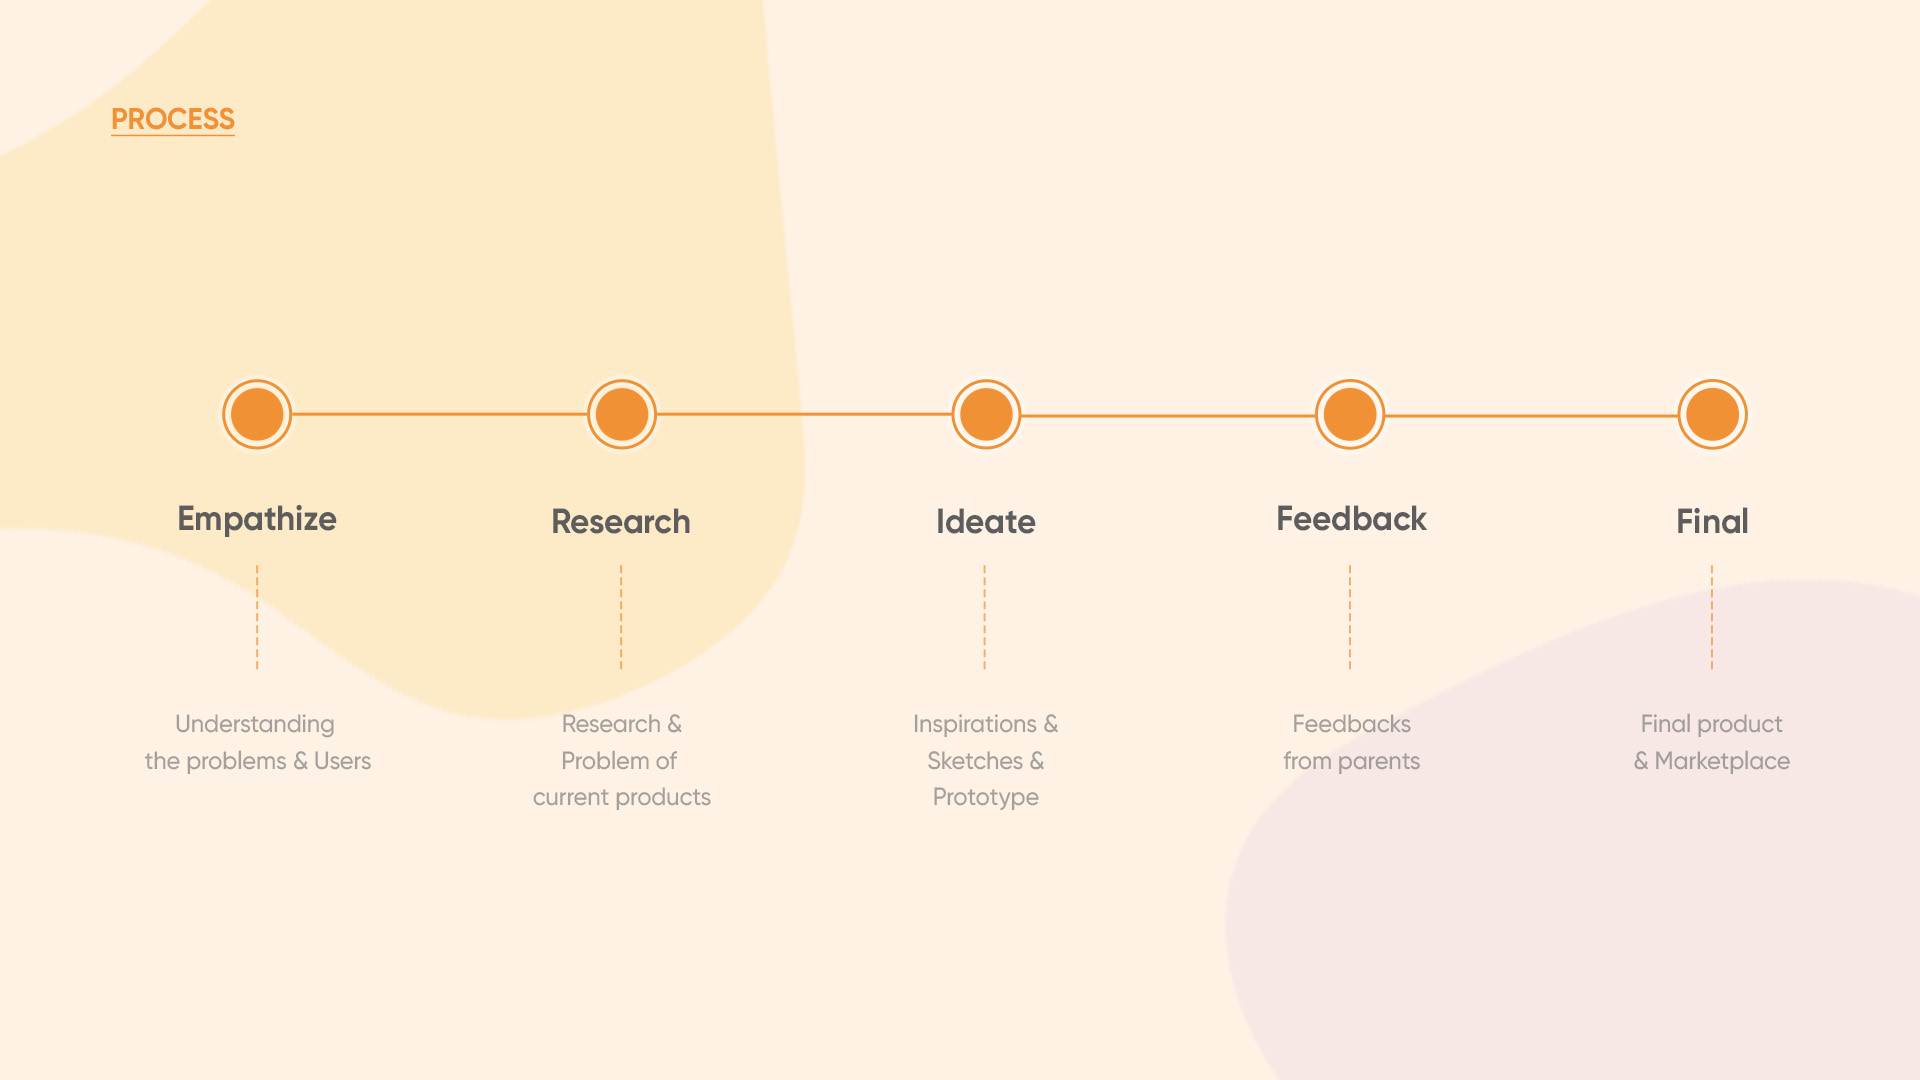 PROCESS
Empathize
Understanding
the problems & Users
Research
Research &
Problem of
current products
Ideate
Inspirations &
Sketches &
Prototype
Feedback
Feedbacks
from parents
Final
Final product
& Marketplace